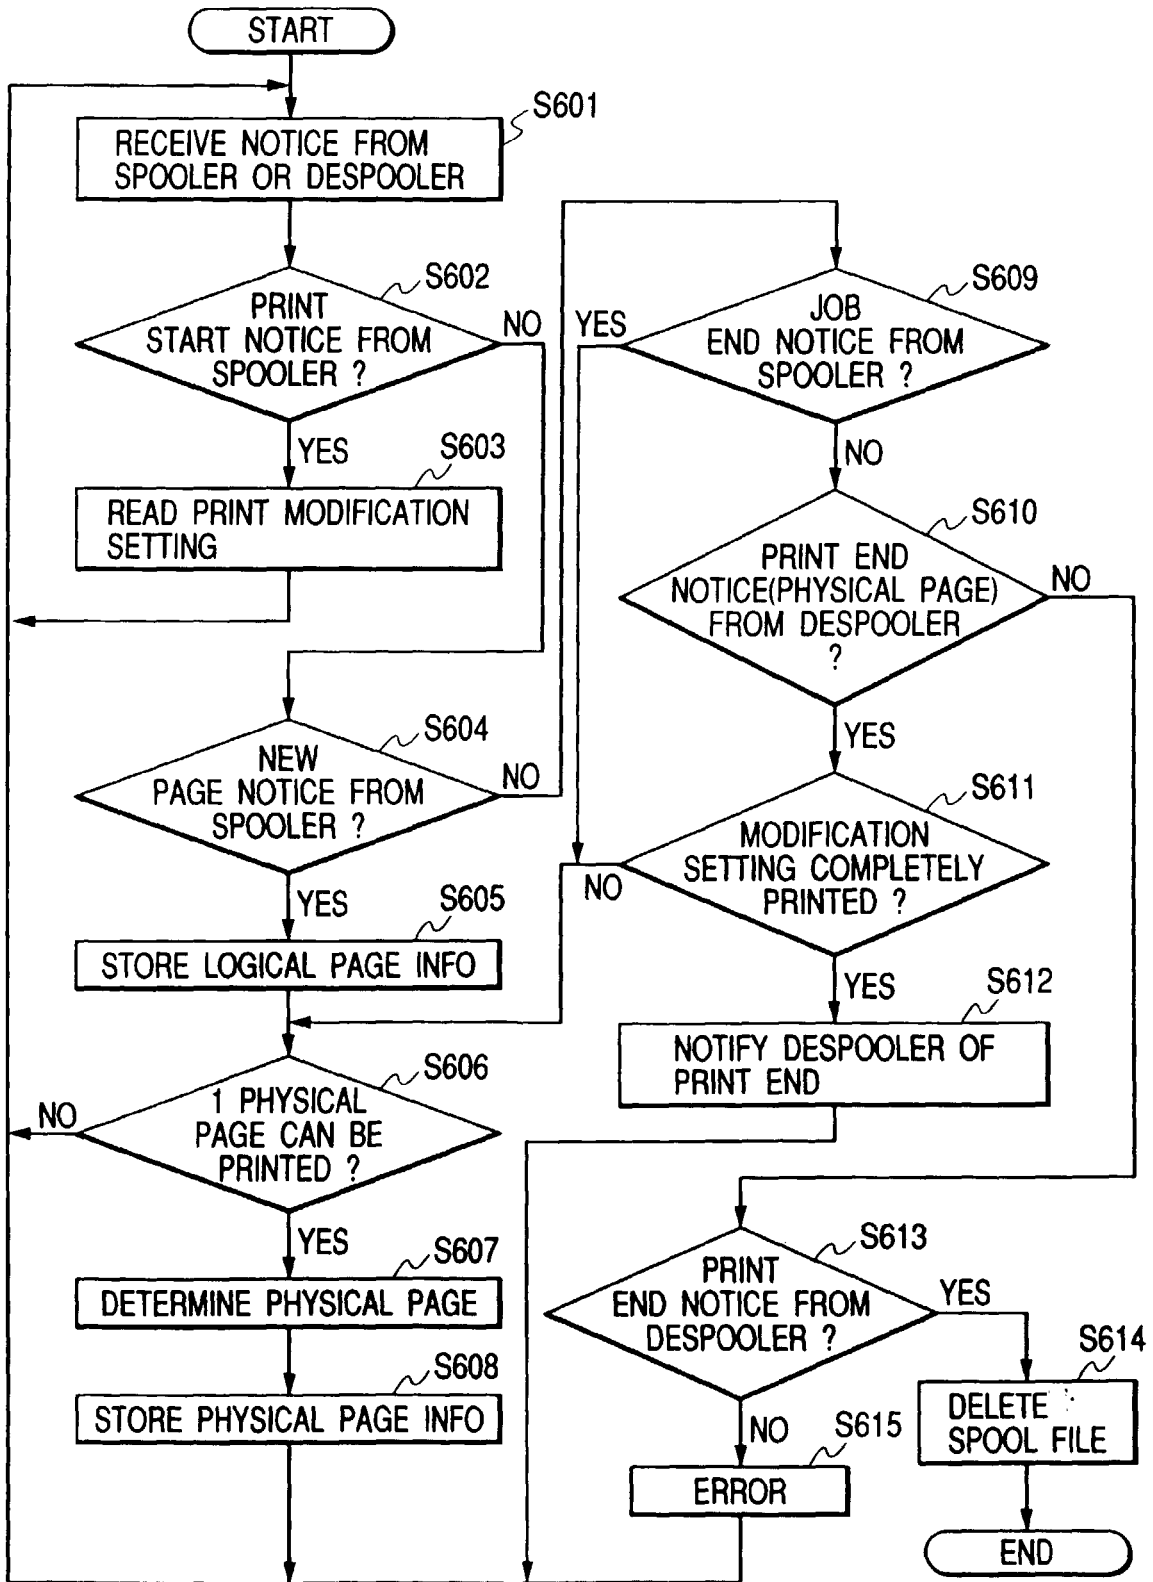 START
S601
RECEIVE NOTICE FROM
SPOOLER OR DESPOOLER
S602
PRINT
START NOTICE FROM
SPOOLER ?
NO
YES
S603
READ PRINT MODIFICATION
SETTING
S604
NEW
PAGE NOTICE FROM
SPOOLER ?
NO
YES
S605
STORE LOGICAL PAGE INFO
S606
1 PHYSICAL
PAGE CAN BE
PRINTED ?
NO
YES
S607
DETERMINE PHYSICAL PAGE
S608
STORE PHYSICAL PAGE INFO
S609
JOB
END NOTICE FROM
SPOOLER ?
YES
NO
S610
PRINT END
NOTICE(PHYSICAL PAGE)
FROM DESPOOLER
?
NO
YES
S611
MODIFICATION
SETTING COMPLETELY
PRINTED ?
NO
YES
S612
NOTIFY DESPOOLER OF
PRINT END
S613
PRINT
END NOTICE FROM
DESPOOLER ?
YES
NO
S614
DELETE
SPOOL FILE
S615
ERROR
END